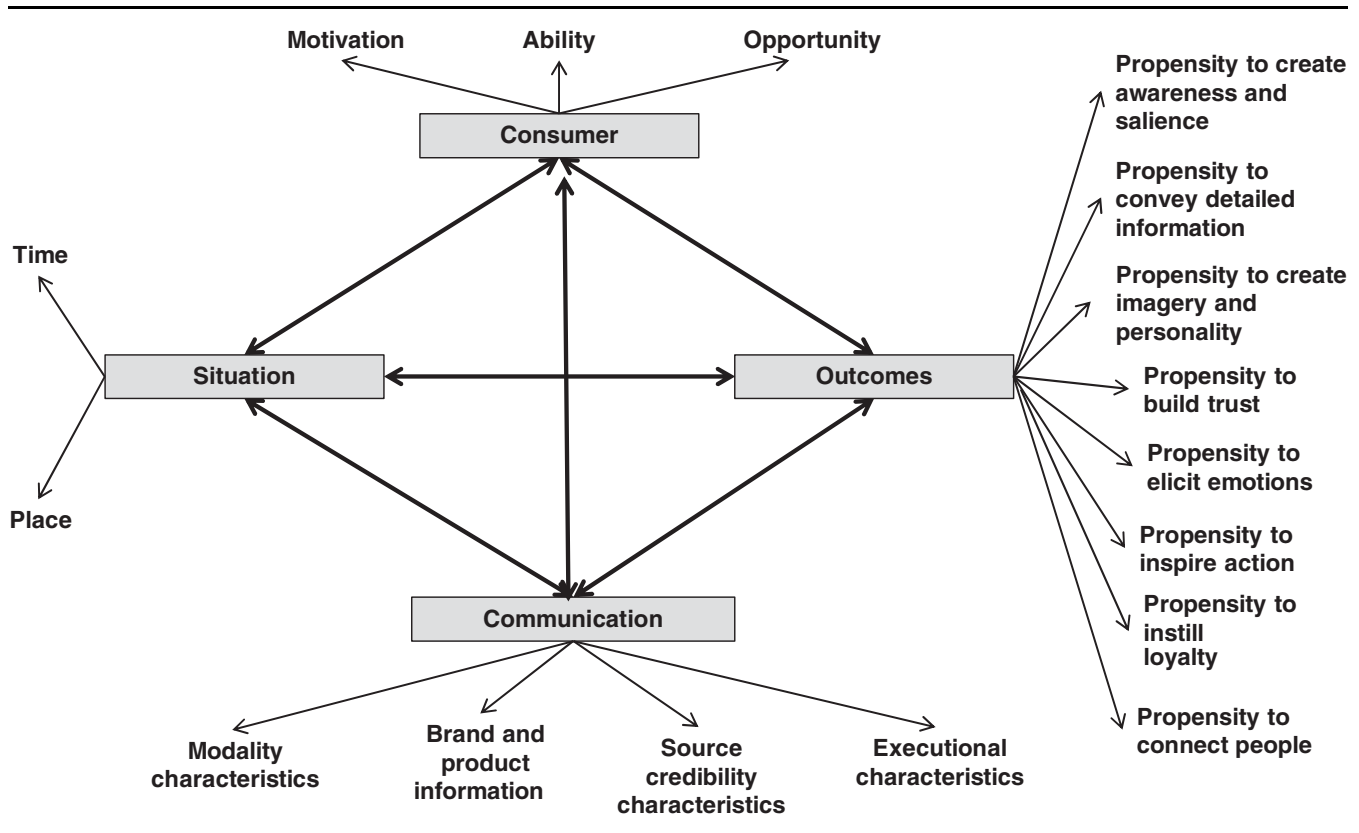 Motivation
Ability
Opportunity
Consumer
Time
Situation
Place
Outcomes
Propensity to create
awareness and
salience
Propensity to
convey detailed
information
Propensity to create
imagery and
personality
Propensity to
build trust
Propensity to
elicit emotions
Propensity to
inspire action
Propensity to
instill
loyalty
Propensity to
connect people
Communication
Modality
characteristics
Brand and
product
information
Source
credibility
characteristics
Executional
characteristics